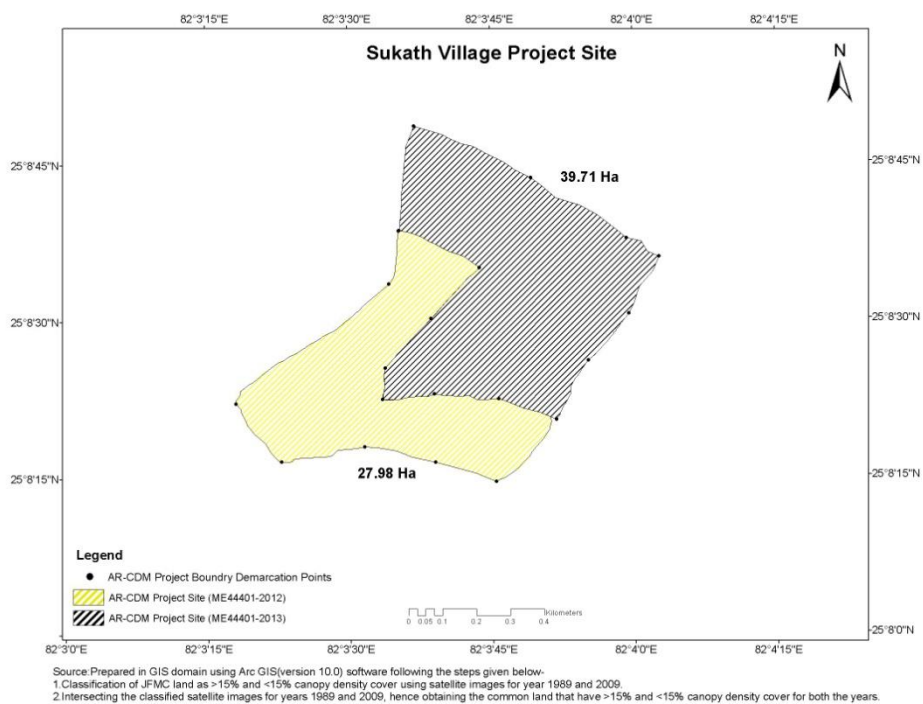 82°3'15"E 82°3'30"E 82°3'45"E 82°4'0"E 82°4'15"E
Sukath Village Project Site
N
25°8'45"N 25°8'45"N
39.71 Ha
25°8'30"N 25°8'30"N
27.98 Ha
25°8'15"N 25°8'15"N
Legend
AR-CDM Project Boundry Demarcation Points
AR-CDM Project Site (ME44401-2012)
AR-CDM Project Site (ME44401-2013)
Kilometers
0 0.05 0.1 0.2 0.3 0.4
25°8'0"N
82°3'0"E 82°3'15"E 82°3'30"E 82°3'45"E 82°4'0"E 82°4'15"E
Source:Prepared in GIS domain using Arc GIS(version 10.0) software following the steps given below-
1.Classification of JFMC land as >15% and <15% canopy density cover using satellite images for year 1989 and 2009.
2.Intersecting the classified satellite images for years 1989 and 2009, hence obtaining the common land that have >15% and <15% canopy density cover for both the years.